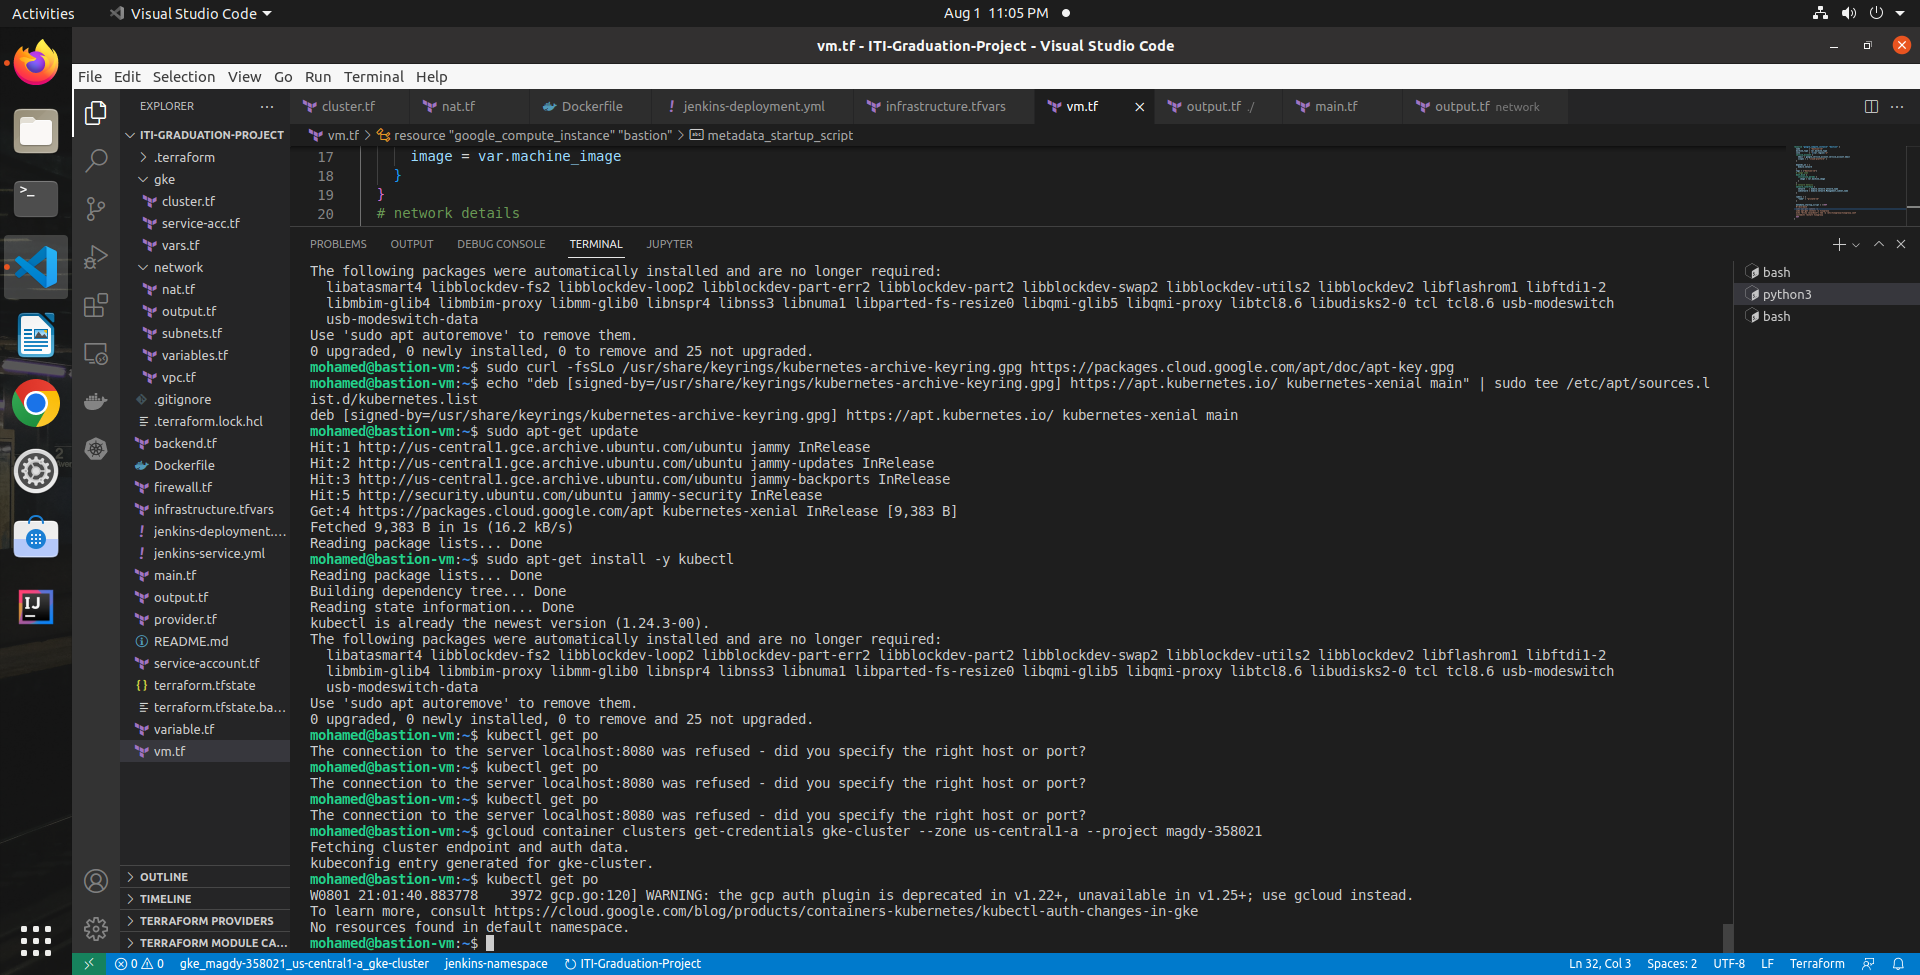 Activities
Visual Studio Code
Aug 1 11:05 PM
vm.tf - ITI-Graduation-Project - Visual Studio Code
File Edit Selection View Go Run Terminal Help
EXPLORER
cluster.tf
nat.tf
Dockerfile
jenkins-deployment.yml
infrastructure.tfvars
vm.tf
output.tf ./
main.tf
output.tf network
vm.tf > resource "google_compute_instance" "bastion" > metadata_startup_script
ITI-GRADUATION-PROJECT
.terraform
gke
cluster.tf
service-acc.tf
vars.tf
network
nat.tf
output.tf
subnets.tf
variables.tf
vpc.tf
.gitignore
.terraform.lock.hcl
backend.tf
Dockerfile
firewall.tf
infrastructure.tfvars
jenkins-deployment....
jenkins-service.yml
main.tf
output.tf
provider.tf
README.md
service-account.tf
terraform.tfstate
terraform.tfstate.ba...
variable.tf
vm.tf
OUTLINE
TIMELINE
TERRAFORM PROVIDERS
TERRAFORM MODULE CA...
17 image = var.machine_image
18 }
19 }
20 # network details
PROBLEMS OUTPUT DEBUG CONSOLE TERMINAL JUPYTER
The following packages were automatically installed and are no longer required:
libatasmart4 libblockdev-fs2 libblockdev-loop2 libblockdev-part-err2 libblockdev-part2 libblockdev-swap2 libblockdev-utils2 libblockdev2 libflashrom1 libftdi1-2
libmbim-glib4 libmbim-proxy libmm-glib0 libnspr4 libnss3 libnuma1 libparted-fs-resize0 libqmi-glib5 libqmi-proxy libtcl8.6 libudisks2-0 tcl tcl8.6 usb-modeswitch
usb-modeswitch-data
Use 'sudo apt autoremove' to remove them.
0 upgraded, 0 newly installed, 0 to remove and 25 not upgraded.
mohamed@bastion-vm:~$ sudo curl -fsSLo /usr/share/keyrings/kubernetes-archive-keyring.gpg https://packages.cloud.google.com/apt/doc/apt-key.gpg
mohamed@bastion-vm:~$ echo "deb [signed-by=/usr/share/keyrings/kubernetes-archive-keyring.gpg] https://apt.kubernetes.io/ kubernetes-xenial main" | sudo tee /etc/apt/sources.l
ist.d/kubernetes.list
deb [signed-by=/usr/share/keyrings/kubernetes-archive-keyring.gpg] https://apt.kubernetes.io/ kubernetes-xenial main
mohamed@bastion-vm:~$ sudo apt-get update
Hit:1 http://us-central1.gce.archive.ubuntu.com/ubuntu jammy InRelease
Hit:2 http://us-central1.gce.archive.ubuntu.com/ubuntu jammy-updates InRelease
Hit:3 http://us-central1.gce.archive.ubuntu.com/ubuntu jammy-backports InRelease
Hit:5 http://security.ubuntu.com/ubuntu jammy-security InRelease
Get:4 https://packages.cloud.google.com/apt kubernetes-xenial InRelease [9,383 B]
Fetched 9,383 B in 1s (16.2 kB/s)
Reading package lists... Done
mohamed@bastion-vm:~$ sudo apt-get install -y kubectl
Reading package lists... Done
Building dependency tree... Done
Reading state information... Done
kubectl is already the newest version (1.24.3-00).
The following packages were automatically installed and are no longer required:
libatasmart4 libblockdev-fs2 libblockdev-loop2 libblockdev-part-err2 libblockdev-part2 libblockdev-swap2 libblockdev-utils2 libblockdev2 libflashrom1 libftdi1-2
libmbim-glib4 libmbim-proxy libmm-glib0 libnspr4 libnss3 libnuma1 libparted-fs-resize0 libqmi-glib5 libqmi-proxy libtcl8.6 libudisks2-0 tcl tcl8.6 usb-modeswitch
usb-modeswitch-data
Use 'sudo apt autoremove' to remove them.
0 upgraded, 0 newly installed, 0 to remove and 25 not upgraded.
mohamed@bastion-vm:~$ kubectl get po
The connection to the server localhost:8080 was refused - did you specify the right host or port?
mohamed@bastion-vm:~$ kubectl get po
The connection to the server localhost:8080 was refused - did you specify the right host or port?
mohamed@bastion-vm:~$ kubectl get po
The connection to the server localhost:8080 was refused - did you specify the right host or port?
mohamed@bastion-vm:~$ gcloud container clusters get-credentials gke-cluster --zone us-central1-a --project magdy-358021
Fetching cluster endpoint and auth data.
kubeconfig entry generated for gke-cluster.
mohamed@bastion-vm:~$ kubectl get po
W0801 21:01:40.883778 3972 gcp.go:120] WARNING: the gcp auth plugin is deprecated in v1.22+, unavailable in v1.25+; use gcloud instead.
To learn more, consult https://cloud.google.com/blog/products/containers-kubernetes/kubectl-auth-changes-in-gke
No resources found in default namespace.
mohamed@bastion-vm:~$
bash
python3
bash
0 0 gke_magdy-358021_us-central1-a_gke-cluster jenkins-namespace ITI-Graduation-Project
Ln 32, Col 3 Spaces: 2 UTF-8 LF Terraform